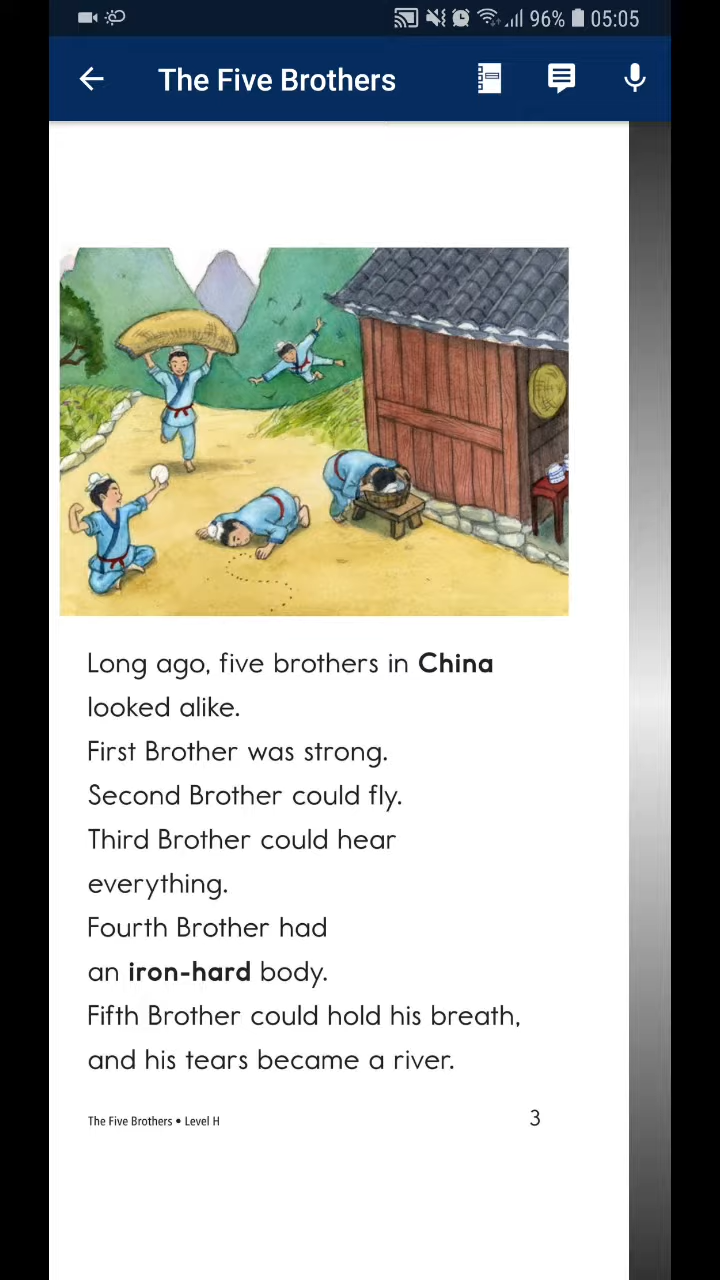 96% 05:05
The Five Brothers
Long ago, five brothers in China
looked alike.
First Brother was strong.
Second Brother could fly.
Third Brother could hear
everything.
Fourth Brother had
an iron-hard body.
Fifth Brother could hold his breath,
and his tears became a river.
The Five Brothers • Level H
3